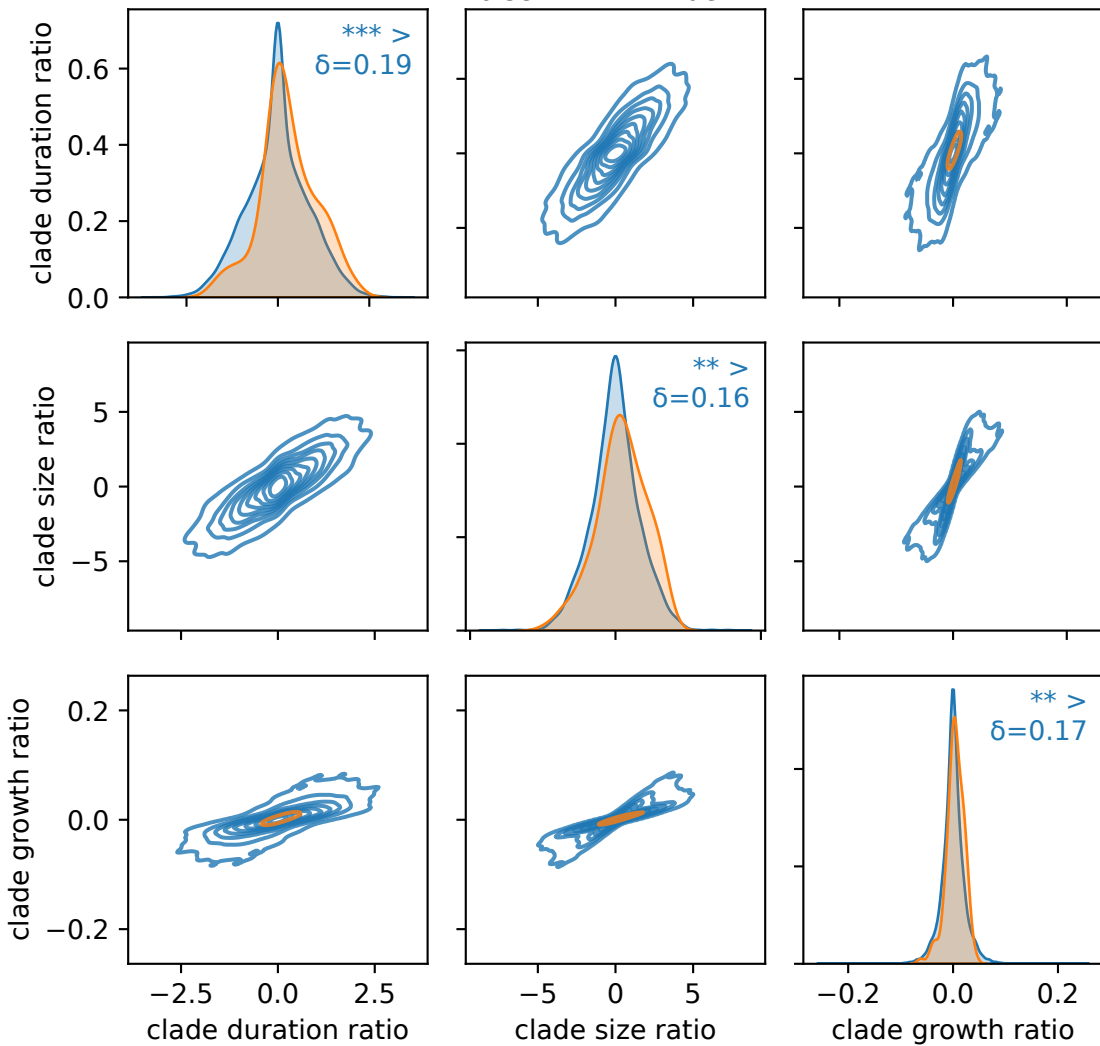 *** >
δ=0.19
clade duration ratio
0.6
0.4
0.2
0.0
** >
δ=0.16
clade size ratio
5
0
−5
** >
δ=0.17
clade growth ratio
0.2
0.0
−0.2
−2.5 0.0 2.5
−5 0 5
−0.2 0.0 0.2
clade duration ratio
clade size ratio
clade growth ratio